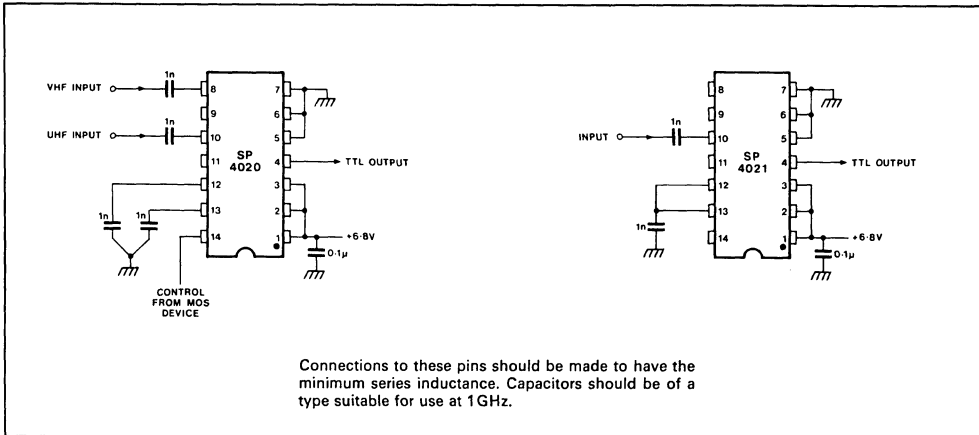 VHF INPUT
1n
8
7
9
6
UHF INPUT
1n
10
5
SP
4020
11
4
TTL OUTPUT
12
3
1n
1n
13
2
14
1
+6·8V
0·1µ
CONTROL
FROM MOS
DEVICE
8
7
9
6
INPUT
1n
10
5
SP
4021
11
4
TTL OUTPUT
12
3
13
2
1n
14
1
+6·8V
0·1µ
Connections to these pins should be made to have the
minimum series inductance. Capacitors should be of a
type suitable for use at 1GHz.